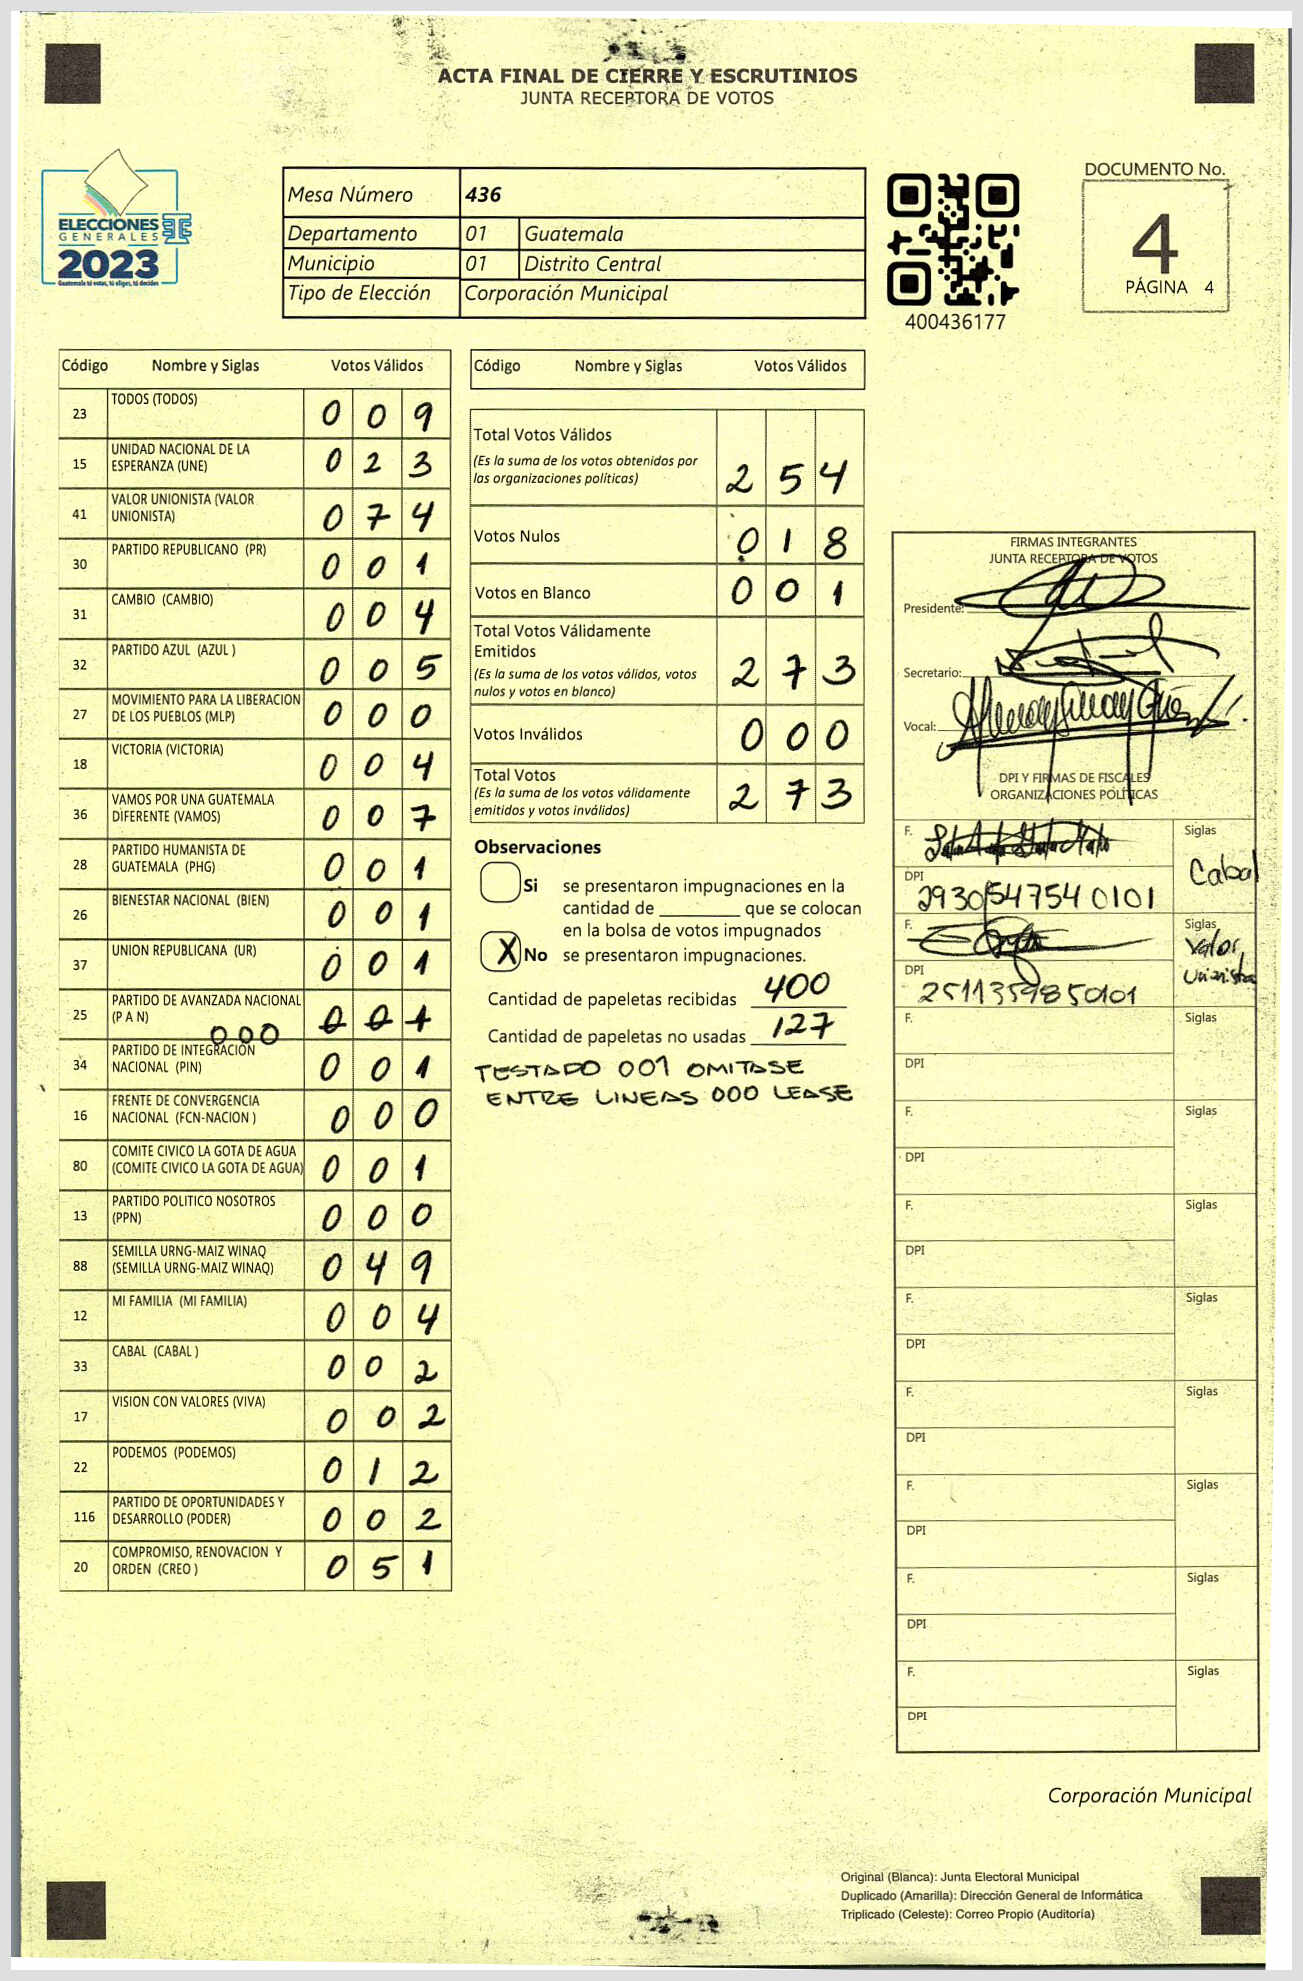 ACTA FINAL DE CIERRE Y ESCRUTINIOS
JUNTA RECEPTORA DE VOTOS
ELECCIONES
GENERALES
2023
Guatemala tú votas, tú eliges, tú decides
Mesa Número 436
Departamento 01 Guatemala
Municipio 01 Distrito Central
Tipo de Elección Corporación Municipal
400436177
DOCUMENTO No.
4
PÁGINA 4
Código Nombre y Siglas Votos Válidos
23 TODOS (TODOS) 0 0 9
15 UNIDAD NACIONAL DE LA
ESPERANZA (UNE) 0 2 3
41 VALOR UNIONISTA (VALOR
UNIONISTA) 0 7 4
30 PARTIDO REPUBLICANO (PR) 0 0 1
31 CAMBIO (CAMBIO) 0 0 4
32 PARTIDO AZUL (AZUL ) 0 0 5
27 MOVIMIENTO PARA LA LIBERACION
DE LOS PUEBLOS (MLP) 0 0 0
18 VICTORIA (VICTORIA) 0 0 4
36 VAMOS POR UNA GUATEMALA
DIFERENTE (VAMOS) 0 0 7
28 PARTIDO HUMANISTA DE
GUATEMALA (PHG) 0 0 1
26 BIENESTAR NACIONAL (BIEN) 0 0 1
37 UNION REPUBLICANA (UR) 0 0 1
25 PARTIDO DE AVANZADA NACIONAL
(P A N) 000 0 0 1
34 PARTIDO DE INTEGRACIÓN
NACIONAL (PIN) 0 0 1
16 FRENTE DE CONVERGENCIA
NACIONAL (FCN-NACION ) 0 0 0
80 COMITE CIVICO LA GOTA DE AGUA
(COMITE CIVICO LA GOTA DE AGUA) 0 0 1
13 PARTIDO POLITICO NOSOTROS
(PPN) 0 0 0
88 SEMILLA URNG-MAIZ WINAQ
(SEMILLA URNG-MAIZ WINAQ) 0 4 9
12 MI FAMILIA (MI FAMILIA) 0 0 4
33 CABAL (CABAL ) 0 0 2
17 VISION CON VALORES (VIVA) 0 0 2
22 PODEMOS (PODEMOS) 0 1 2
116 PARTIDO DE OPORTUNIDADES Y
DESARROLLO (PODER) 0 0 2
20 COMPROMISO, RENOVACION Y
ORDEN (CREO ) 0 5 1
Código Nombre y Siglas Votos Válidos
Total Votos Válidos
(Es la suma de los votos obtenidos por
las organizaciones políticas) 2 5 4
Votos Nulos 0 1 8
Votos en Blanco 0 0 1
Total Votos Válidamente
Emitidos
(Es la suma de los votos válidos, votos
nulos y votos en blanco) 2 7 3
Votos Inválidos 0 0 0
Total Votos
(Es la suma de los votos válidamente
emitidos y votos inválidos) 2 7 3
Observaciones
Si se presentaron impugnaciones en la
cantidad de ________ que se colocan
en la bolsa de votos impugnados
X No se presentaron impugnaciones.
Cantidad de papeletas recibidas 400
Cantidad de papeletas no usadas 127
TESTADO 001 OMITASE
ENTRE LINEAS 000 LEASE
FIRMAS INTEGRANTES
JUNTA RECEPTORA DE VOTOS
Presidente:
Secretario:
Vocal:
DPI Y FIRMAS DE FISCALES
ORGANIZACIONES POLÍTICAS
F. Siglas
Cabal
DPI
2930547540101
F. Siglas
Valor
Unionista
DPI
2511359850101
F. Siglas
DPI
F. Siglas
DPI
F. Siglas
DPI
F. Siglas
DPI
F. Siglas
DPI
F. Siglas
DPI
F. Siglas
DPI
F. Siglas
DPI
Corporación Municipal
Original (Blanca): Junta Electoral Municipal
Duplicado (Amarilla): Dirección General de Informática
Triplicado (Celeste): Correo Propio (Auditoría)